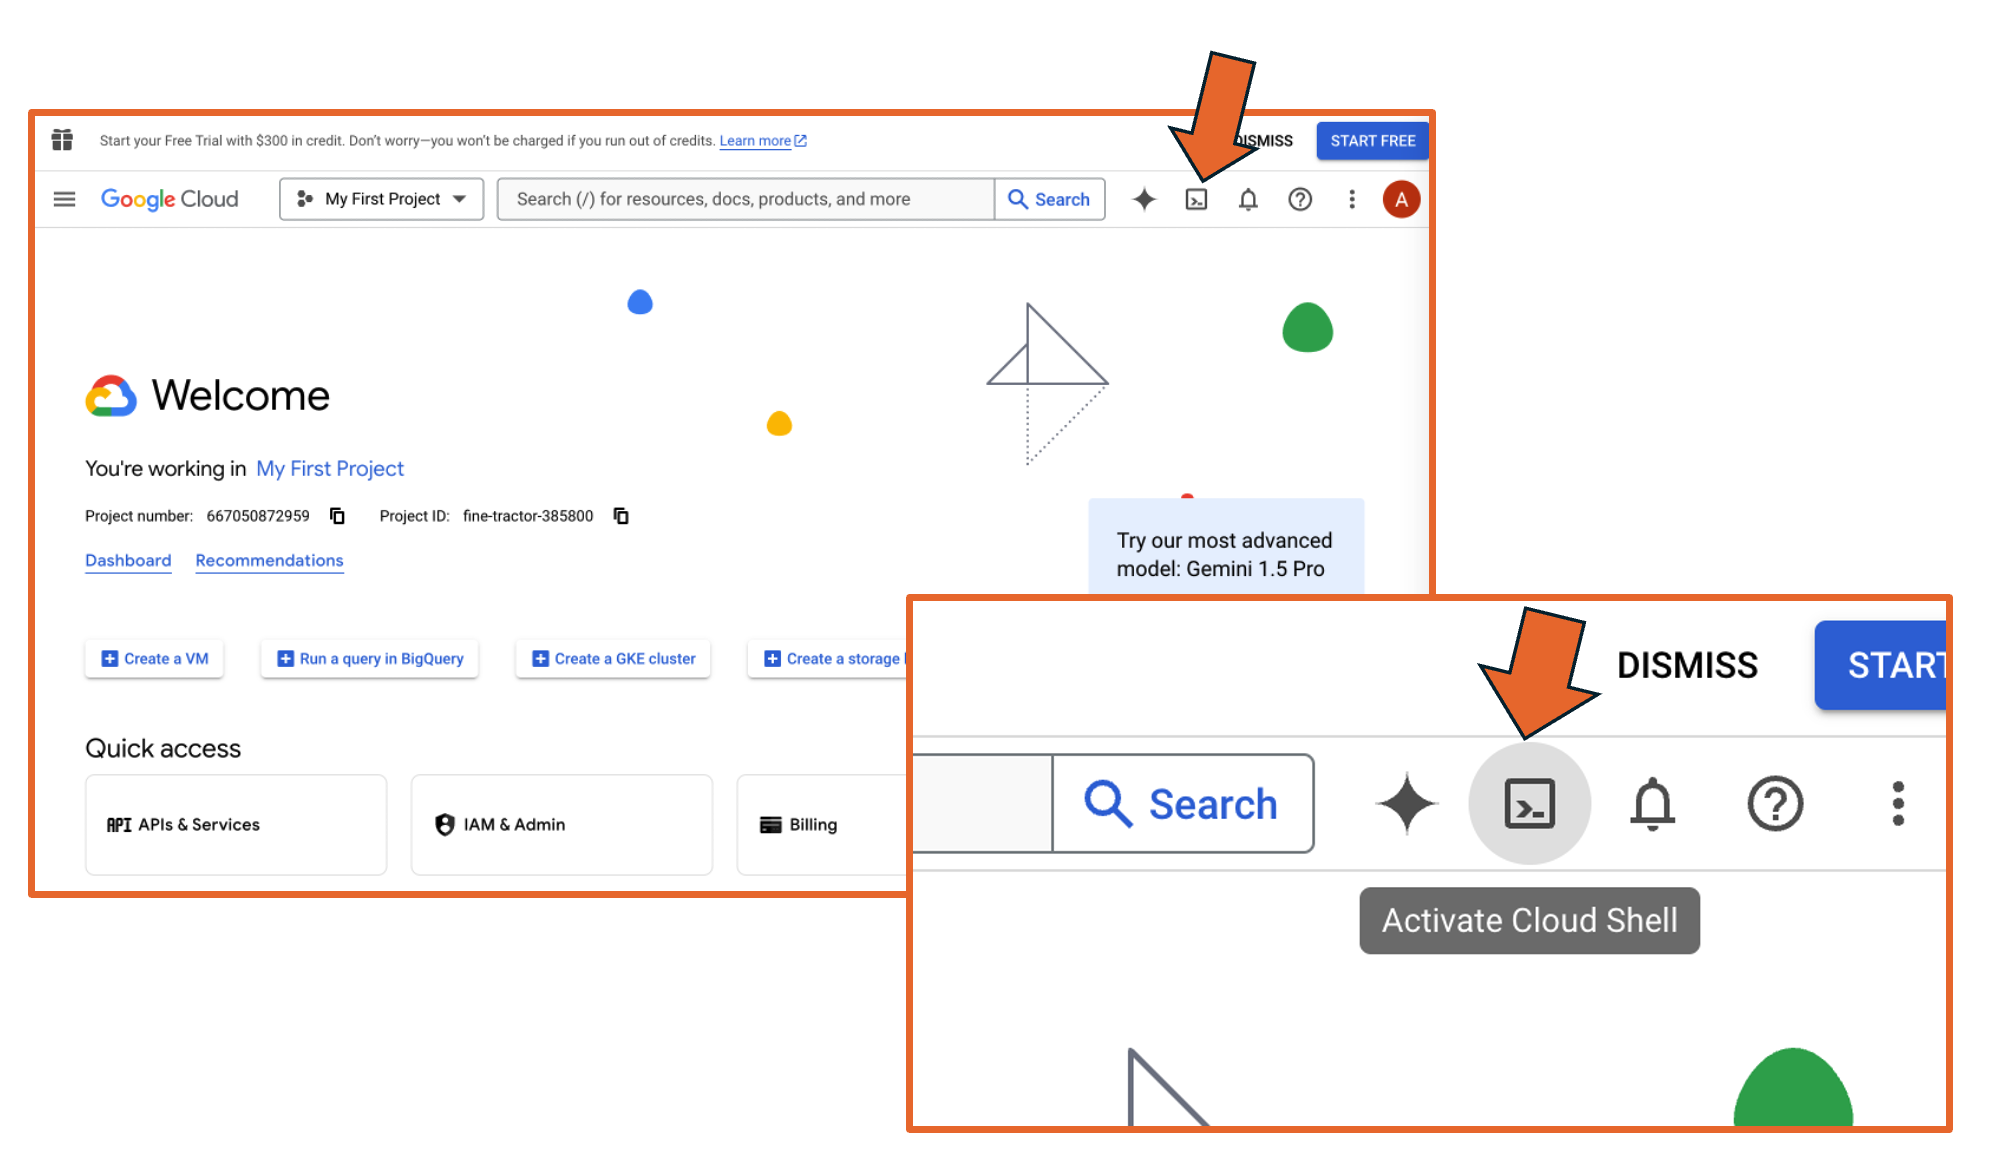 Start your Free Trial with $300 in credit. Don't worry—you won't be charged if you run out of credits. Learn more
DISMISS
START FREE
Google Cloud
My First Project
Search (/) for resources, docs, products, and more
Search
A
Welcome
You're working in My First Project
Project number: 667050872959
Project ID: fine-tractor-385800
Dashboard
Recommendations
Try our most advanced
model: Gemini 1.5 Pro
Create a VM
Run a query in BigQuery
Create a GKE cluster
Create a storage
Quick access
API APIs & Services
IAM & Admin
Billing
DISMISS
START
Search
Activate Cloud Shell